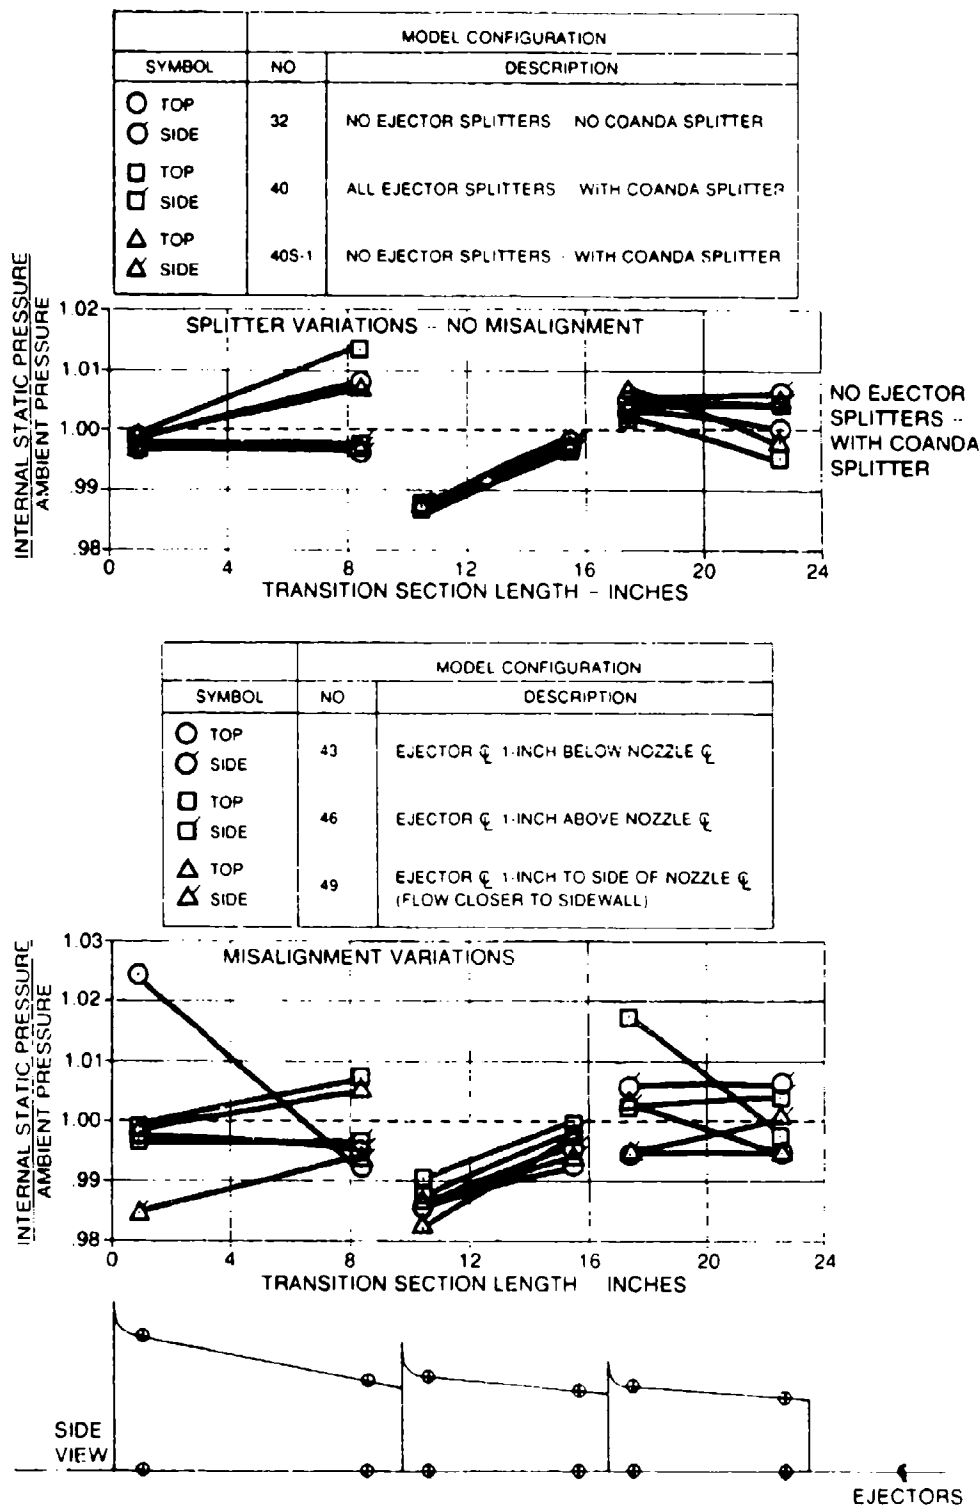 MODEL CONFIGURATION
SYMBOL NO DESCRIPTION
TOP
SIDE
32 NO EJECTOR SPLITTERS NO COANDA SPLITTER
TOP
SIDE
40 ALL EJECTOR SPLITTERS WITH COANDA SPLITTER
TOP
SIDE
40S-1 NO EJECTOR SPLITTERS - WITH COANDA SPLITTER
INTERNAL STATIC PRESSURE
AMBIENT PRESSURE
SPLITTER VARIATIONS -- NO MISALIGNMENT
1.02
1.01
1.00
.99
.98
0 4 8 12 16 20 24
TRANSITION SECTION LENGTH - INCHES
NO EJECTOR
SPLITTERS --
WITH COANDA
SPLITTER
MODEL CONFIGURATION
SYMBOL NO DESCRIPTION
TOP
SIDE
43 EJECTOR ℄ 1-INCH BELOW NOZZLE ℄
TOP
SIDE
46 EJECTOR ℄ 1-INCH ABOVE NOZZLE ℄
TOP
SIDE
49 EJECTOR ℄ 1-INCH TO SIDE OF NOZZLE ℄
(FLOW CLOSER TO SIDEWALL)
INTERNAL STATIC PRESSURE
AMBIENT PRESSURE
MISALIGNMENT VARIATIONS
1.03
1.02
1.01
1.00
.99
.98
0 4 8 12 16 20 24
TRANSITION SECTION LENGTH INCHES
SIDE
VIEW
EJECTORS